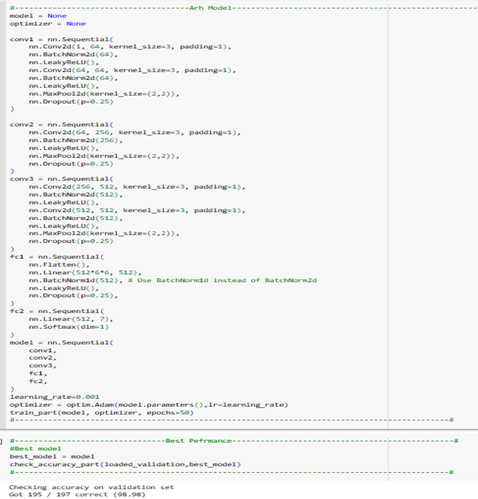 #------------------------------------------Arh Model------------------------------------------------------#
model = None
optimizer = None
conv1 = nn.Sequential(
nn.Conv2d(1, 64, kernel_size=3, padding=1),
nn.BatchNorm2d(64),
nn.LeakyReLU(),
nn.Conv2d(64, 64, kernel_size=3, padding=1),
nn.BatchNorm2d(64),
nn.LeakyReLU(),
nn.MaxPool2d(kernel_size=(2,2)),
nn.Dropout(p=0.25)
)
conv2 = nn.Sequential(
nn.Conv2d(64, 256, kernel_size=3, padding=1),
nn.BatchNorm2d(256),
nn.LeakyReLU(),
nn.MaxPool2d(kernel_size=(2,2)),
nn.Dropout(p=0.25)
)
conv3 = nn.Sequential(
nn.Conv2d(256, 512, kernel_size=3, padding=1),
nn.BatchNorm2d(512),
nn.LeakyReLU(),
nn.Conv2d(512, 512, kernel_size=3, padding=1),
nn.BatchNorm2d(512),
nn.LeakyReLU(),
nn.MaxPool2d(kernel_size=(2,2)),
nn.Dropout(p=0.25)
)
fc1 = nn.Sequential(
nn.Flatten(),
nn.Linear(512*6*6, 512),
nn.BatchNorm1d(512), # Use BatchNorm1d instead of BatchNorm2d
nn.LeakyReLU(),
nn.Dropout(p=0.25),
)
fc2 = nn.Sequential(
nn.Linear(512, 7),
nn.Softmax(dim=1)
)
model = nn.Sequential(
conv1,
conv2,
conv3,
fc1,
fc2,
)
learning_rate=0.001
optimizer = optim.Adam(model.parameters(),lr=learning_rate)
train_part(model, optimizer, epochs=50)
#------------------------------------------------------------------------------------------------------#
#------------------------------------Best Pefrmance----------------------------------------------------#
#Best model
best_model = model
check_accuracy_part(loaded_validation,best_model)
#------------------------------------------------------------------------------------------------------#
Checking accuracy on validation set
Got 195 / 197 correct (98.98)